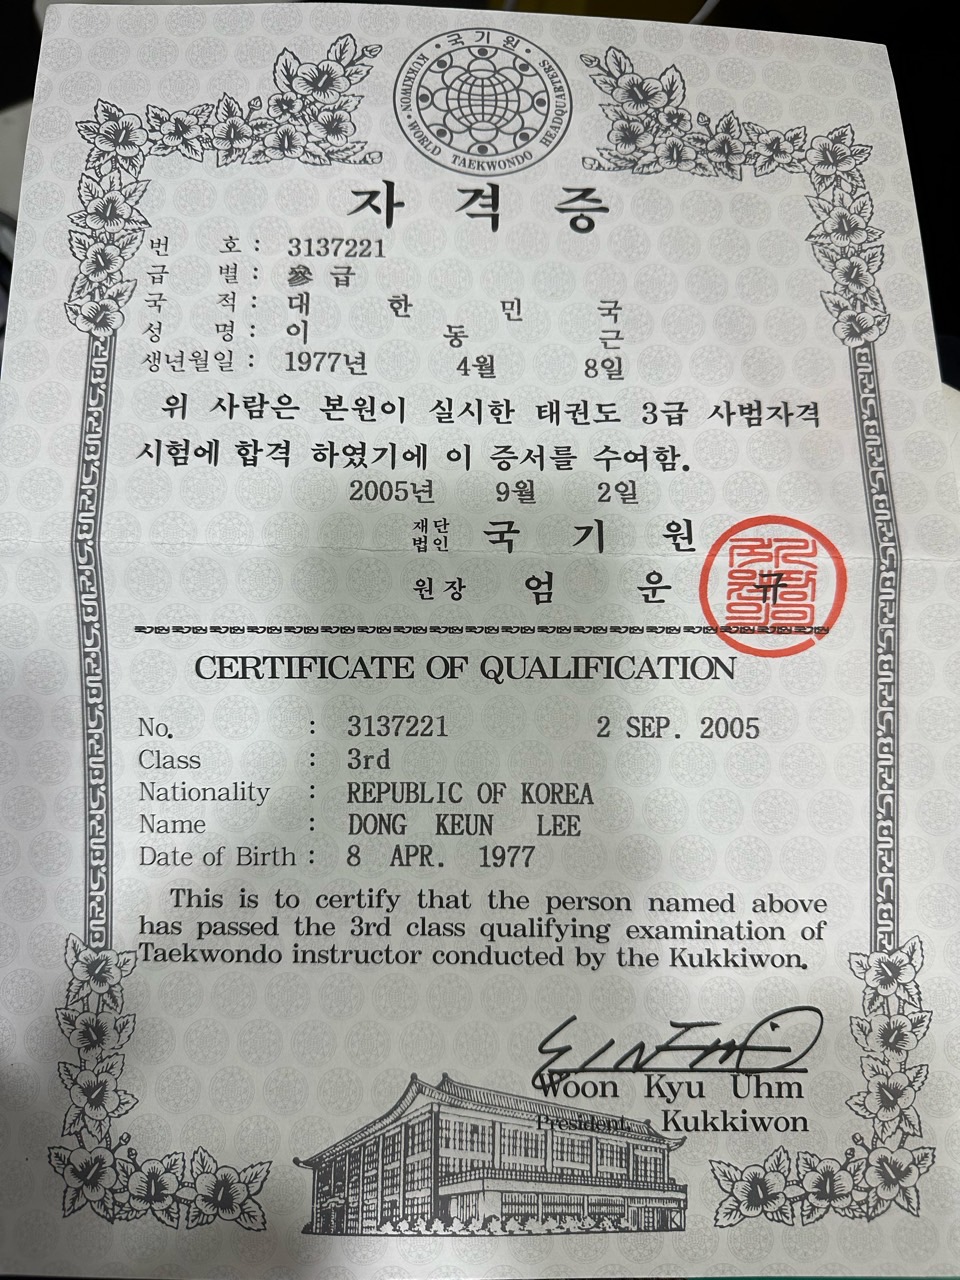 국기원
KUKKIWON · WORLD TAEKWONDO HEADQUARTERS
자 격 증
번 호 : 3137221
급 별 : 參 급
국 적 : 대 한 민 국
성 명 : 이 동 근
생년월일 : 1977년 4월 8일
위 사람은 본원이 실시한 태권도 3급 사범자격
시험에 합격 하였기에 이 증서를 수여함.
2005년 9월 2일
재단
법인 국 기 원
원 장 엄 운 규
CERTIFICATE OF QUALIFICATION
No. : 3137221 2 SEP. 2005
Class : 3rd
Nationality : REPUBLIC OF KOREA
Name : DONG KEUN LEE
Date of Birth : 8 APR. 1977
This is to certify that the person named above
has passed the 3rd class qualifying examination of
Taekwondo instructor conducted by the Kukkiwon.
Woon Kyu Uhm
President, Kukkiwon